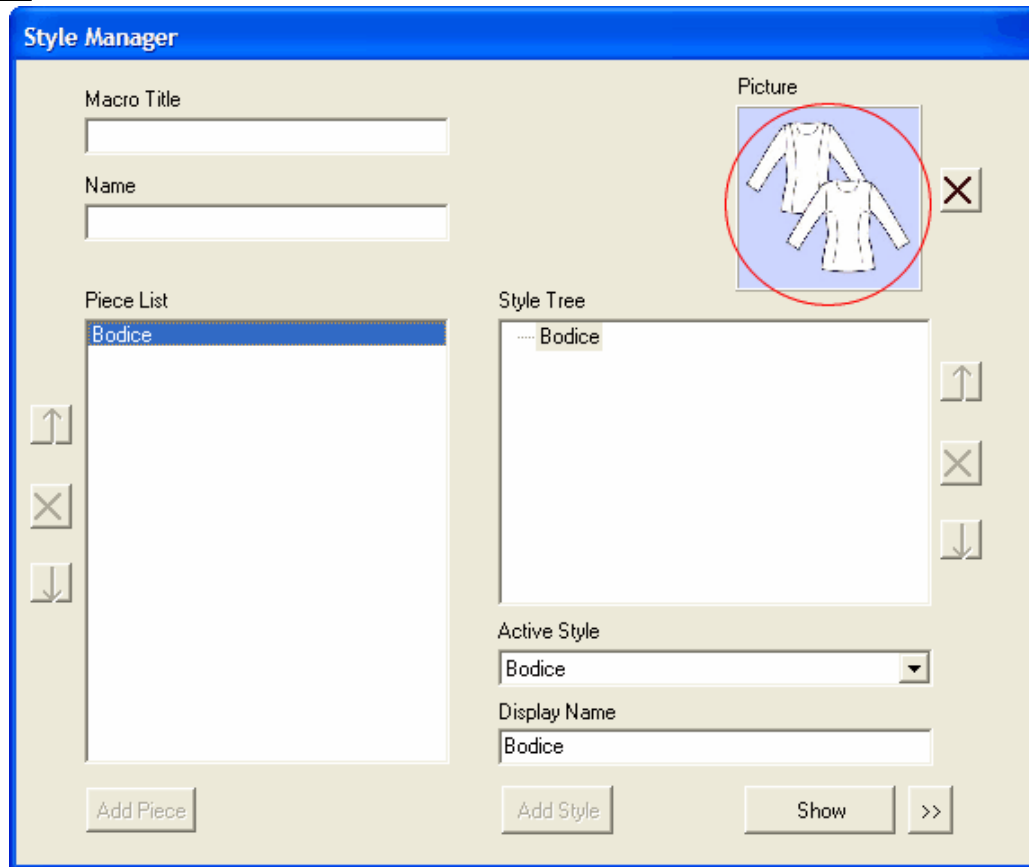 Style Manager
Macro Title
Picture
Name
Piece List
Style Tree
Bodice
Bodice
Active Style
Bodice
Display Name
Bodice
Add Piece
Add Style
Show
>>